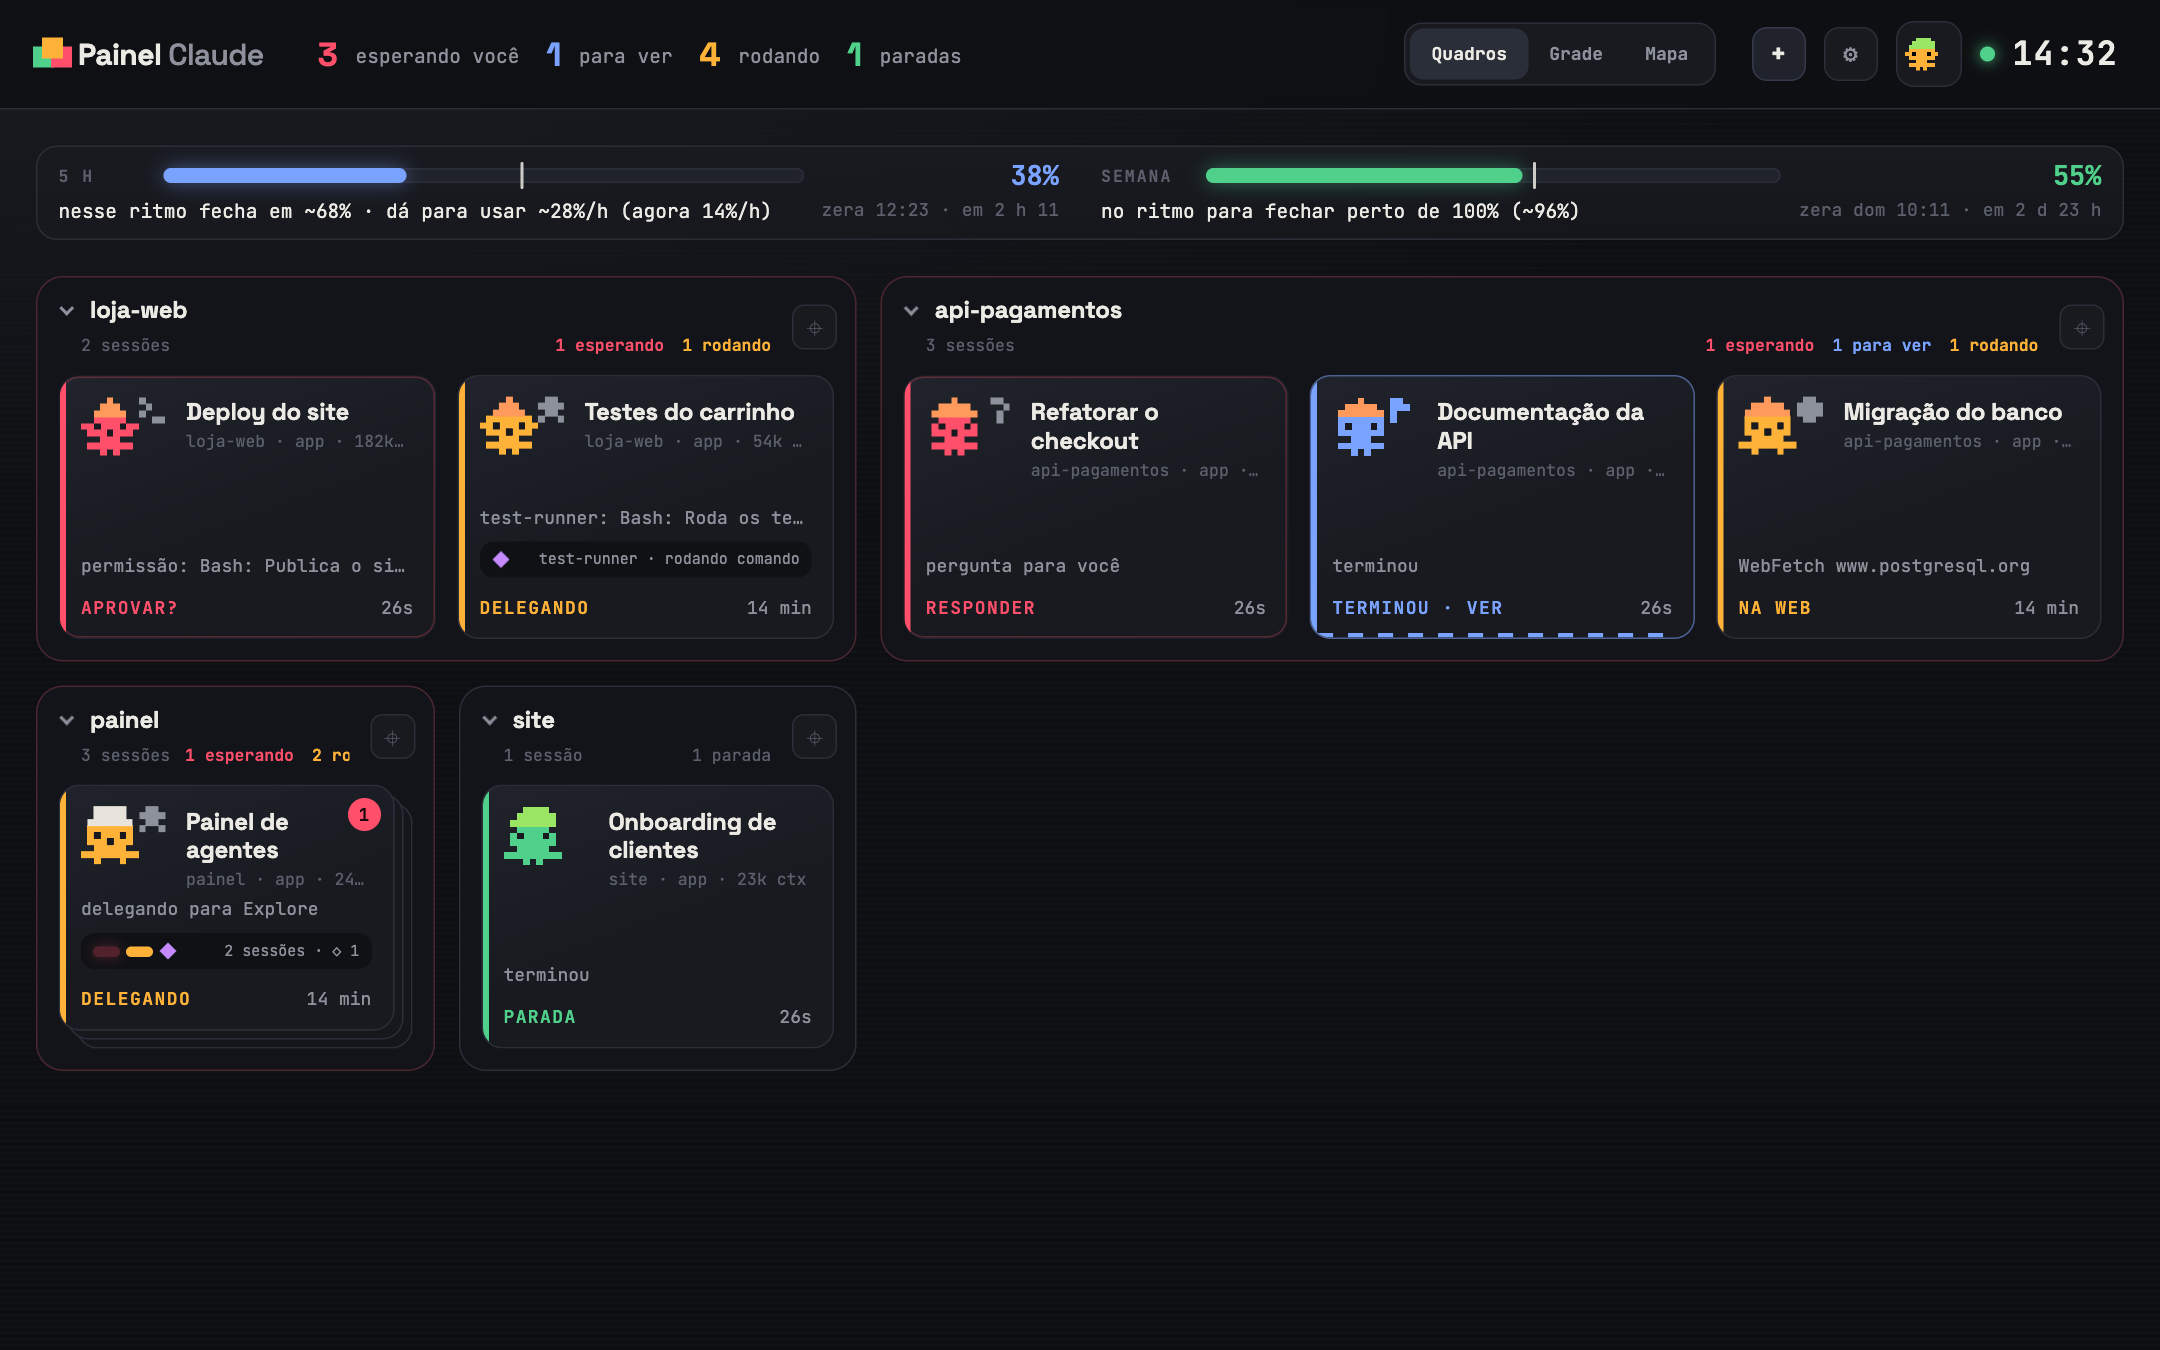 Painel Claude
3 esperando você 1 para ver 4 rodando 1 paradas
Quadros Grade Mapa
+
14:32
5 H 38%
nesse ritmo fecha em ~68% · dá para usar ~28%/h (agora 14%/h) zera 12:23 · em 2 h 11
SEMANA 55%
no ritmo para fechar perto de 100% (~96%) zera dom 10:11 · em 2 d 23 h
loja-web
2 sessões 1 esperando 1 rodando
Deploy do site
loja-web · app · 182k…
permissão: Bash: Publica o si…
APROVAR? 26s
Testes do carrinho
loja-web · app · 54k …
test-runner: Bash: Roda os te…
test-runner · rodando comando
DELEGANDO 14 min
api-pagamentos
3 sessões 1 esperando 1 para ver 1 rodando
Refatorar o
checkout
api-pagamentos · app ·…
pergunta para você
RESPONDER 26s
Documentação da
API
api-pagamentos · app ·…
terminou
TERMINOU · VER 26s
Migração do banco
api-pagamentos · app ·…
WebFetch www.postgresql.org
NA WEB 14 min
painel
3 sessões 1 esperando 2 ro
Painel de
agentes
1
painel · app · 24…
delegando para Explore
2 sessões · ◇ 1
DELEGANDO 14 min
site
1 sessão 1 parada
Onboarding de
clientes
site · app · 23k ctx
terminou
PARADA 26s